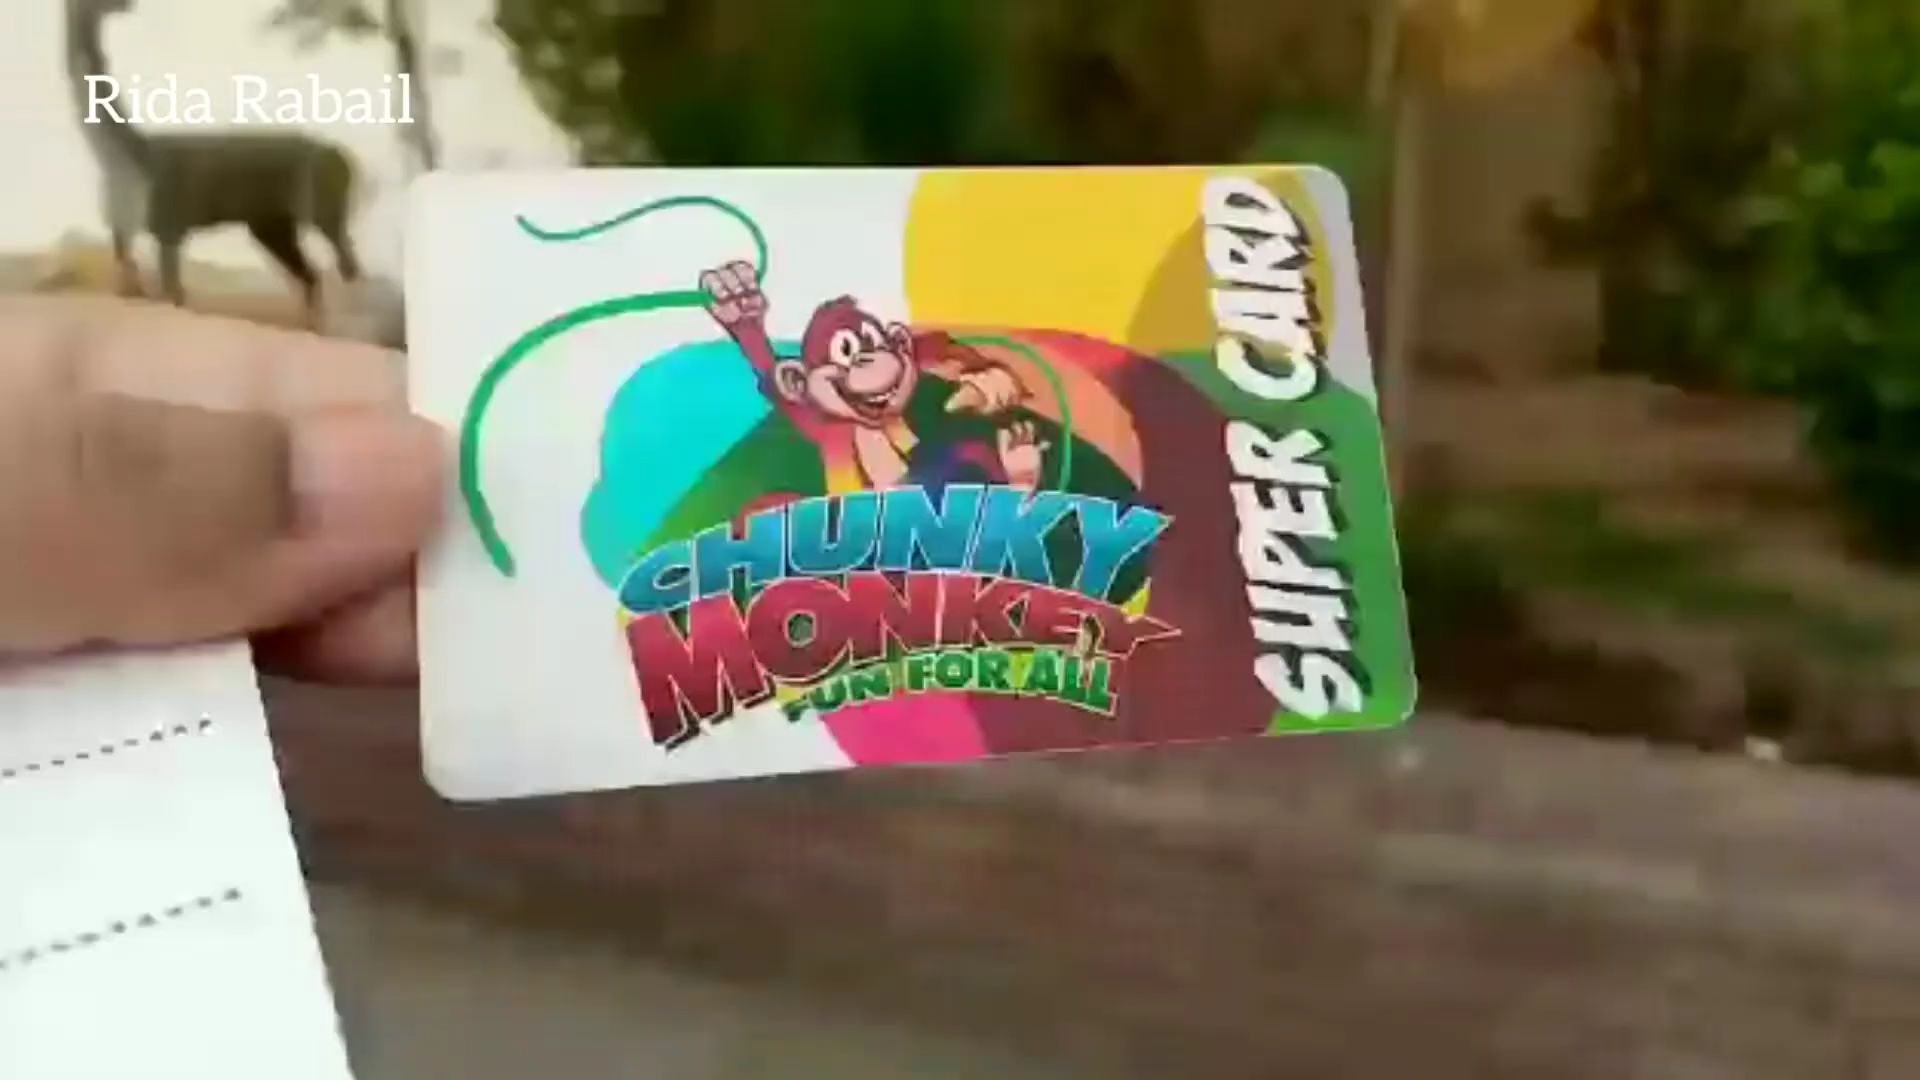 Rida Rabail
CHUNKY
MONKEY
FUN FOR ALL
SUPER CARD